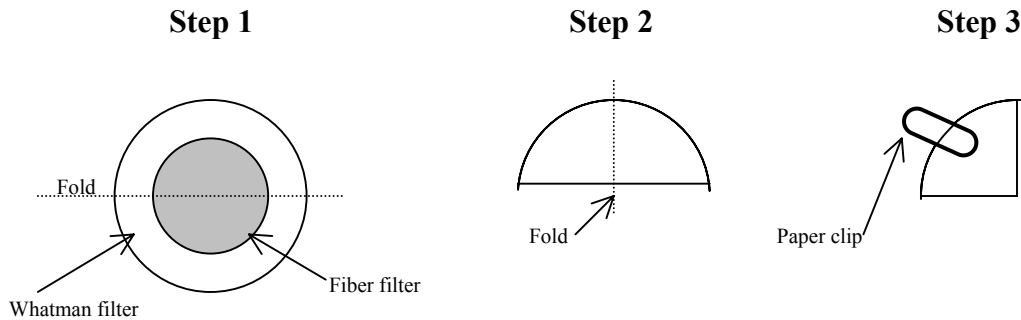 Step 1
Step 2
Step 3
Fold
Fold
Paper clip
Fiber filter
Whatman filter